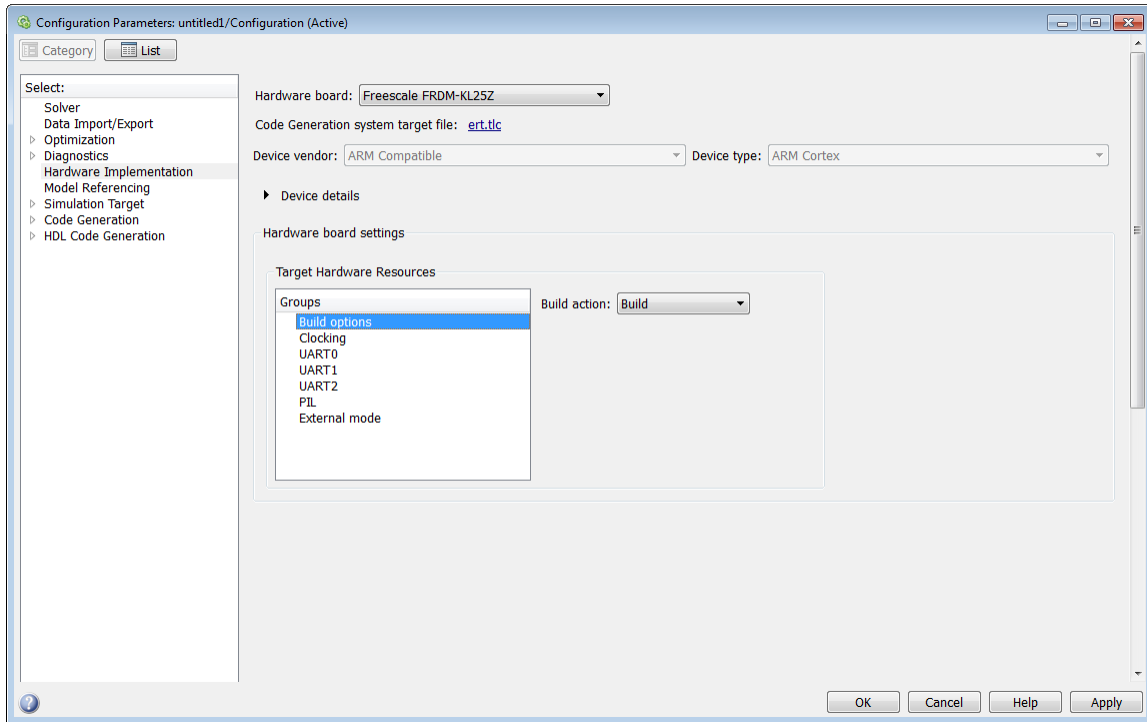 Configuration Parameters: untitled1/Configuration (Active)
Category
List
Select:
Solver
Data Import/Export
Optimization
Diagnostics
Hardware Implementation
Model Referencing
Simulation Target
Code Generation
HDL Code Generation
Hardware board: Freescale FRDM-KL25Z
Code Generation system target file: ert.tlc
Device vendor: ARM Compatible Device type: ARM Cortex
Device details
Hardware board settings
Target Hardware Resources
Groups
Build options
Clocking
UART0
UART1
UART2
PIL
External mode
Build action: Build
OK Cancel Help Apply